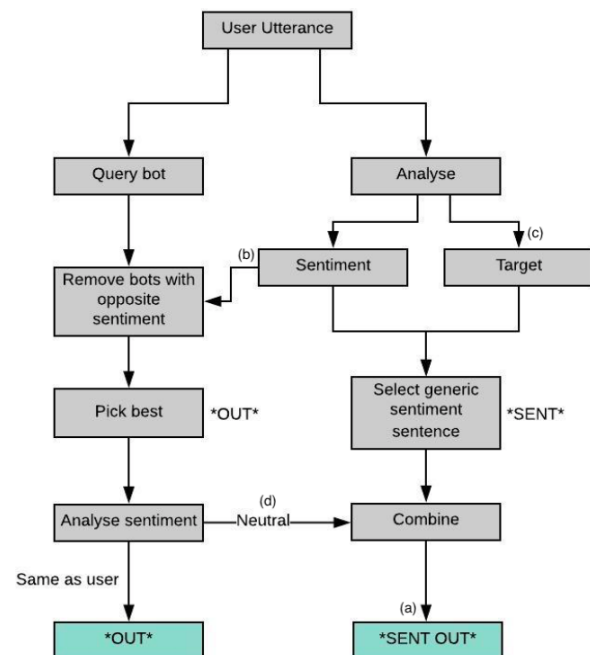 User Utterance
Query bot
Analyse
(c)
(b)
Sentiment
Target
Remove bots with
opposite
sentiment
Pick best
*OUT*
Select generic
sentiment
sentence
*SENT*
(d)
Analyse sentiment
Neutral
Combine
Same as user
(a)
*OUT*
*SENT OUT*